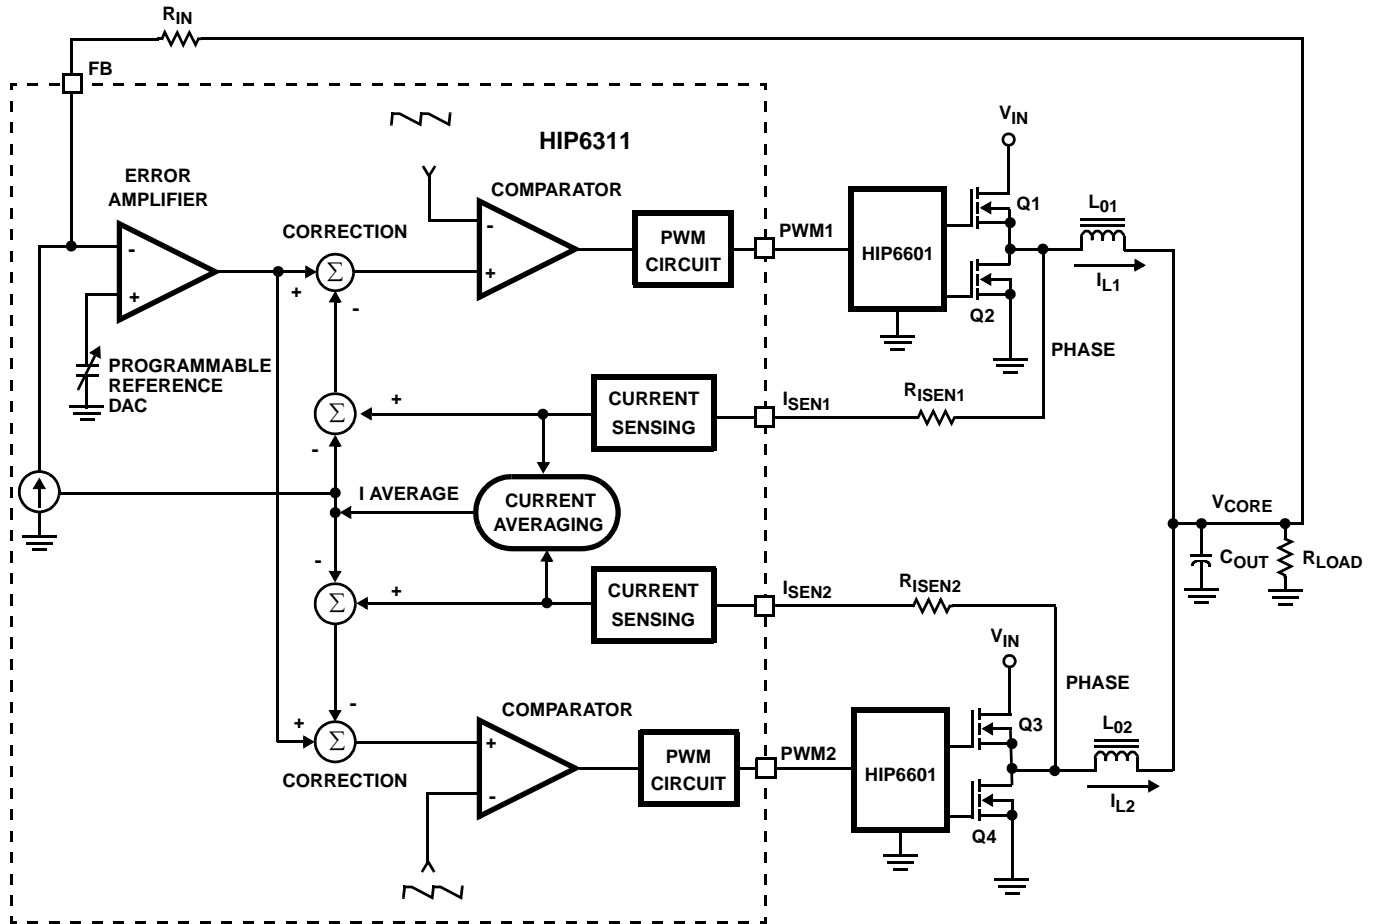 RIN
FB
HIP6311
VIN
ERROR
AMPLIFIER
COMPARATOR
L01
Q1
CORRECTION
-
-
PWM
CIRCUIT
PWM1
HIP6601
Σ
+
+
+
-
IL1
Q2
PHASE
PROGRAMMABLE
REFERENCE
DAC
CURRENT
SENSING
ISEN1
RISEN1
+
Σ
-
I AVERAGE
CURRENT
AVERAGING
VCORE
COUT
RLOAD
-
CURRENT
SENSING
ISEN2
RISEN2
+
Σ
VIN
PHASE
-
COMPARATOR
Q3
L02
+
Σ
+
PWM
CIRCUIT
PWM2
HIP6601
CORRECTION
-
IL2
Q4